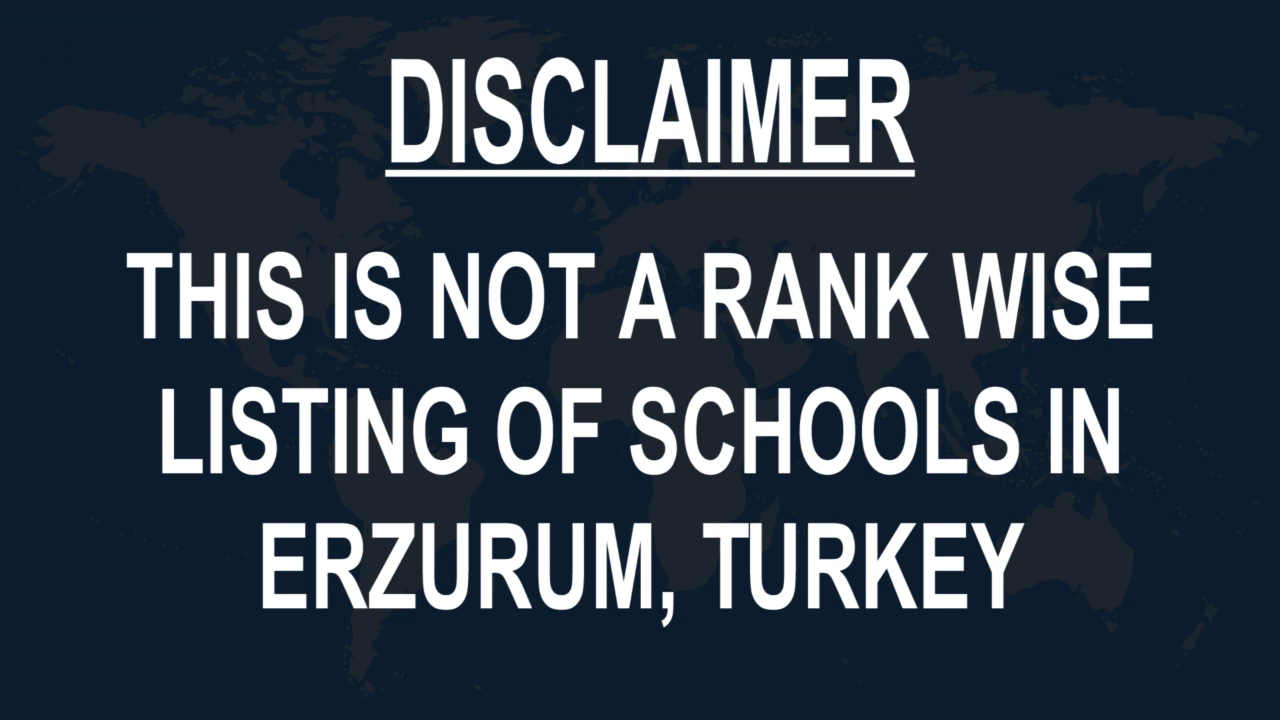 DISCLAIMER
THIS IS NOT A RANK WISE
LISTING OF SCHOOLS IN
ERZURUM, TURKEY